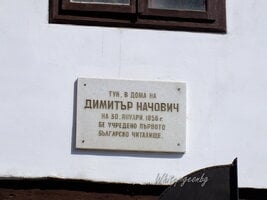 ТУК, В ДОМА НА
ДИМИТЪР НАЧОВИЧ
НА 30. ЯНУАРИ, 1856 г.
БЕ УЧРЕДЕНО ПЪРВОТО
БЪЛГАРСКО ЧИТАЛИЩЕ.